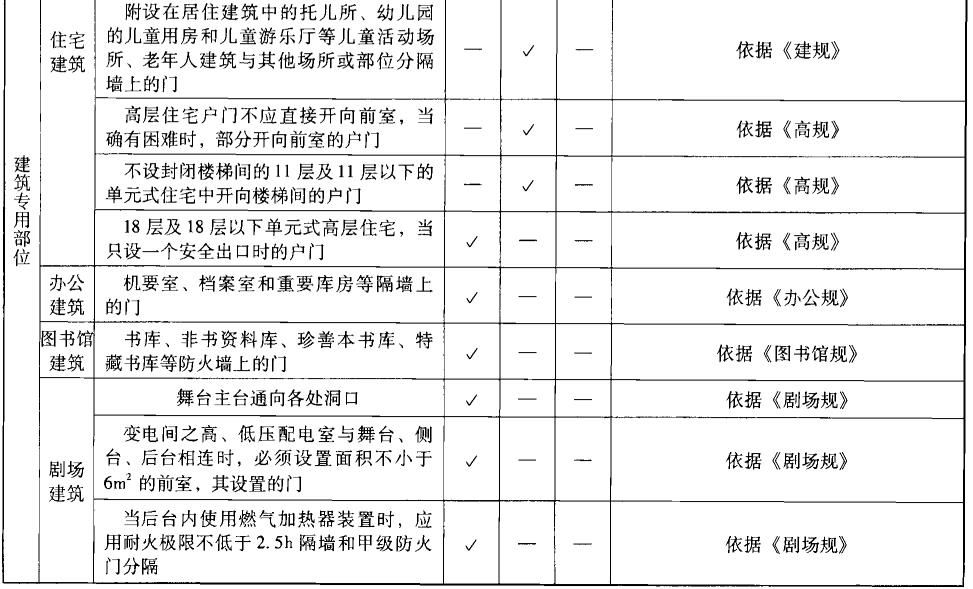 建筑专用部位
住宅
建筑
附设在居住建筑中的托儿所、幼儿园
的儿童用房和儿童游乐厅等儿童活动场
所、老年人建筑与其他场所或部位分隔
墙上的门
— ✓ —
依据《建规》
高层住宅户门不应直接开向前室，当
确有困难时，部分开向前室的户门
— ✓ —
依据《高规》
不设封闭楼梯间的11层及11层以下的
单元式住宅中开向楼梯间的户门
— ✓ —
依据《高规》
18层及18层以下单元式高层住宅，当
只设一个安全出口时的户门
✓ — —
依据《高规》
办公
建筑
机要室、档案室和重要库房等隔墙上
的门
✓ — —
依据《办公规》
图书馆
建筑
书库、非书资料库、珍善本书库、特
藏书库等防火墙上的门
✓ — —
依据《图书馆规》
剧场
建筑
舞台主台通向各处洞口
✓ — —
依据《剧场规》
变电间之高、低压配电室与舞台、侧
台、后台相连时，必须设置面积不小于
6m² 的前室，其设置的门
✓ — —
依据《剧场规》
当后台内使用燃气加热器装置时，应
用耐火极限不低于2.5h隔墙和甲级防火
门分隔
✓ — —
依据《剧场规》